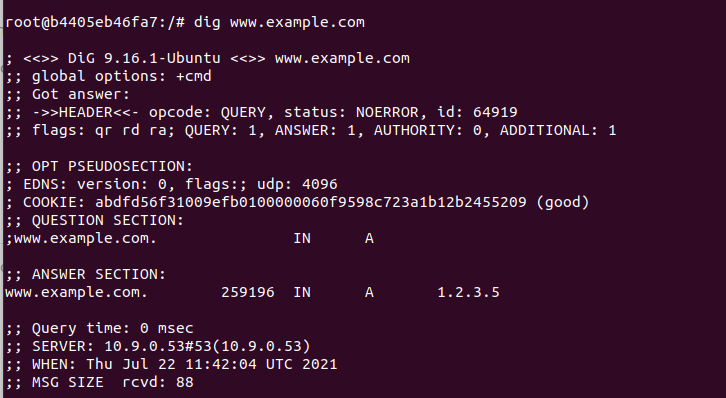 root@b4405eb46fa7:/# dig www.example.com
; <<>> DiG 9.16.1-Ubuntu <<>> www.example.com
;; global options: +cmd
;; Got answer:
;; ->>HEADER<<- opcode: QUERY, status: NOERROR, id: 64919
;; flags: qr rd ra; QUERY: 1, ANSWER: 1, AUTHORITY: 0, ADDITIONAL: 1
;; OPT PSEUDOSECTION:
; EDNS: version: 0, flags:; udp: 4096
; COOKIE: abdfd56f31009efb0100000060f9598c723a1b12b2455209 (good)
;; QUESTION SECTION:
;www.example.com. IN A
;; ANSWER SECTION:
www.example.com. 259196 IN A 1.2.3.5
;; Query time: 0 msec
;; SERVER: 10.9.0.53#53(10.9.0.53)
;; WHEN: Thu Jul 22 11:42:04 UTC 2021
;; MSG SIZE rcvd: 88